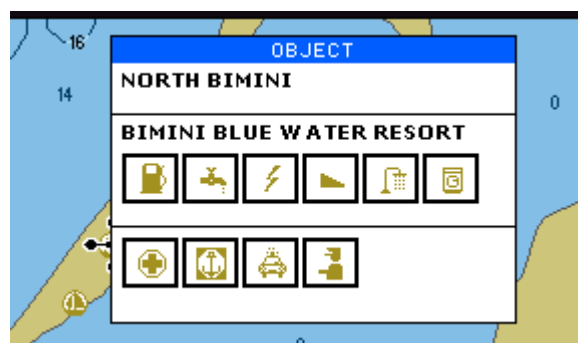 16
OBJECT
NORTH BIMINI
14
0
BIMINI BLUE WATER RESORT